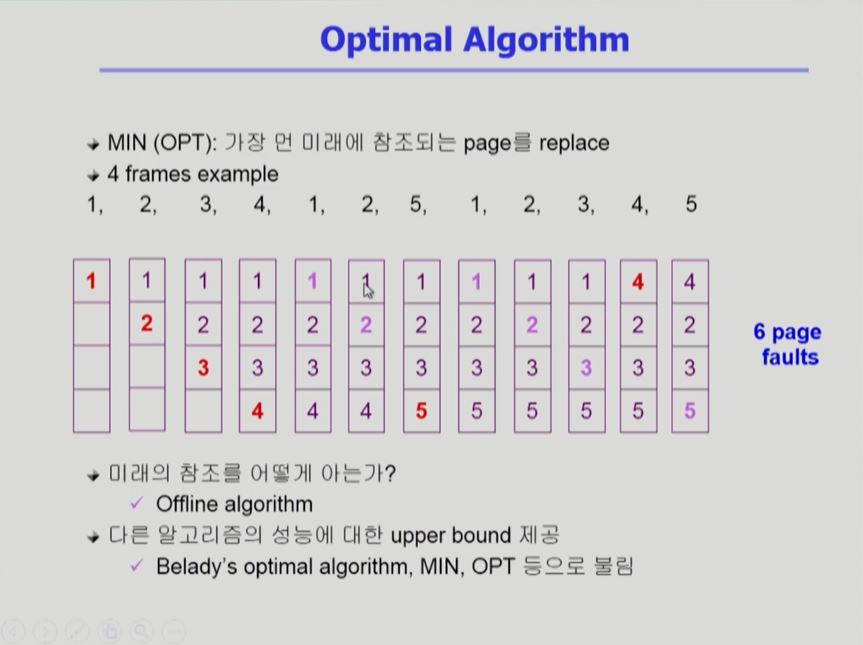 Optimal Algorithm
MIN (OPT): 가장 먼 미래에 참조되는 page를 replace
4 frames example
1, 2, 3, 4, 1, 2, 5, 1, 2, 3, 4, 5
1 1 1 1 1 1 1 1 1 1 4 4
2 2 2 2 2 2 2 2 2 2 2
3 3 3 3 3 3 3 3 3 3
4 4 4 5 5 5 5 5 5
6 page
faults
미래의 참조를 어떻게 아는가?
Offline algorithm
다른 알고리즘의 성능에 대한 upper bound 제공
Belady's optimal algorithm, MIN, OPT 등으로 불림